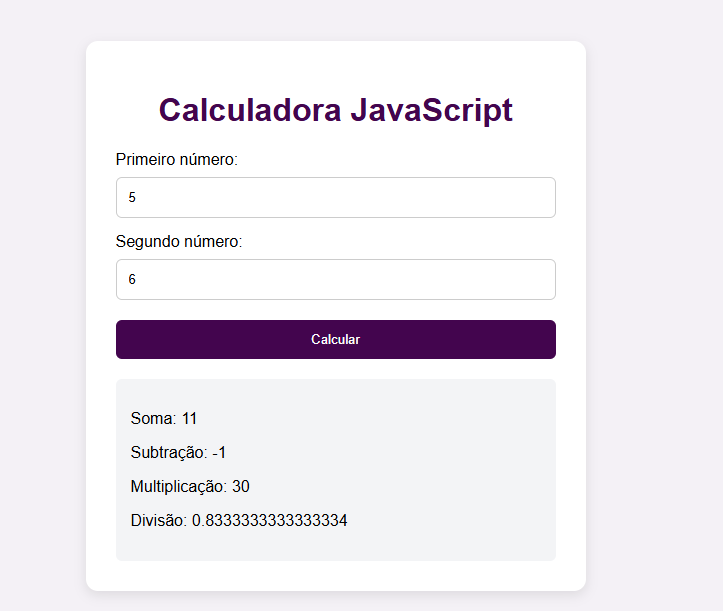 Calculadora JavaScript
Primeiro número:
5
Segundo número:
6
Calcular
Soma: 11
Subtração: -1
Multiplicação: 30
Divisão: 0.8333333333333334